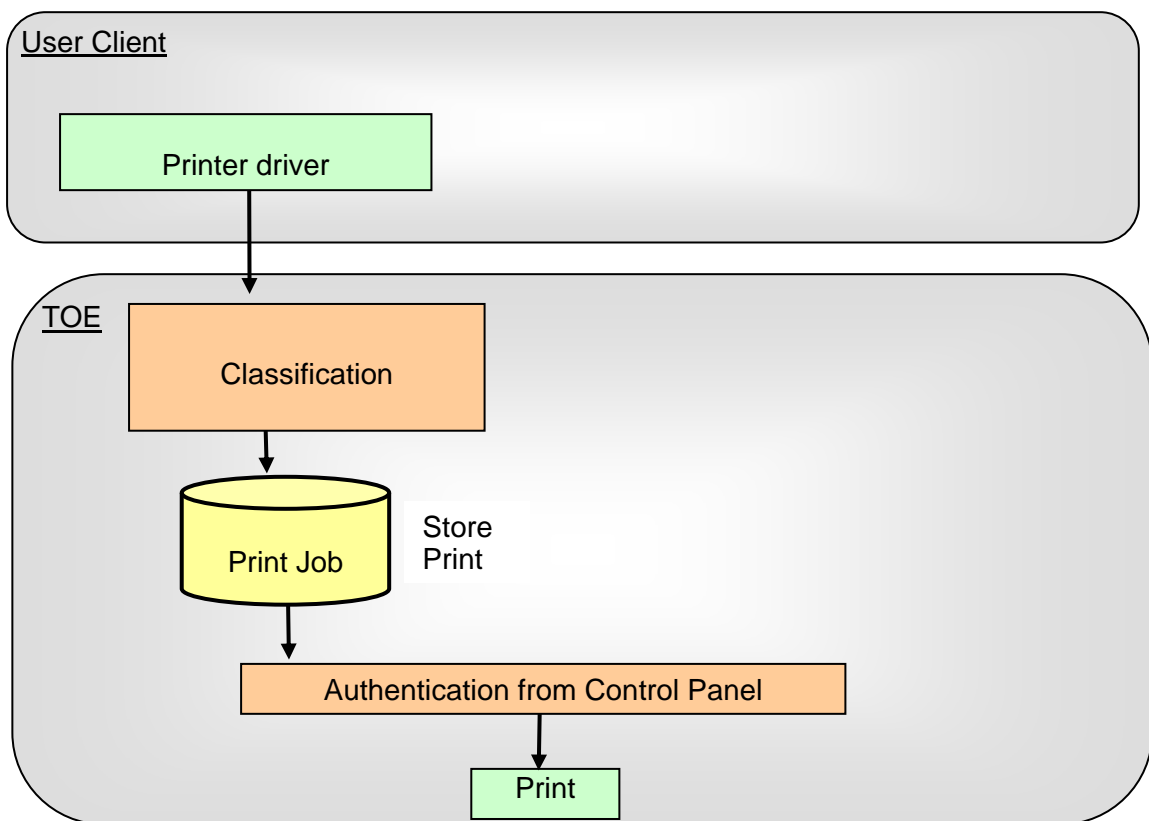 User Client
Printer driver
TOE
Classification
Print Job
Store
Print
Authentication from Control Panel
Print